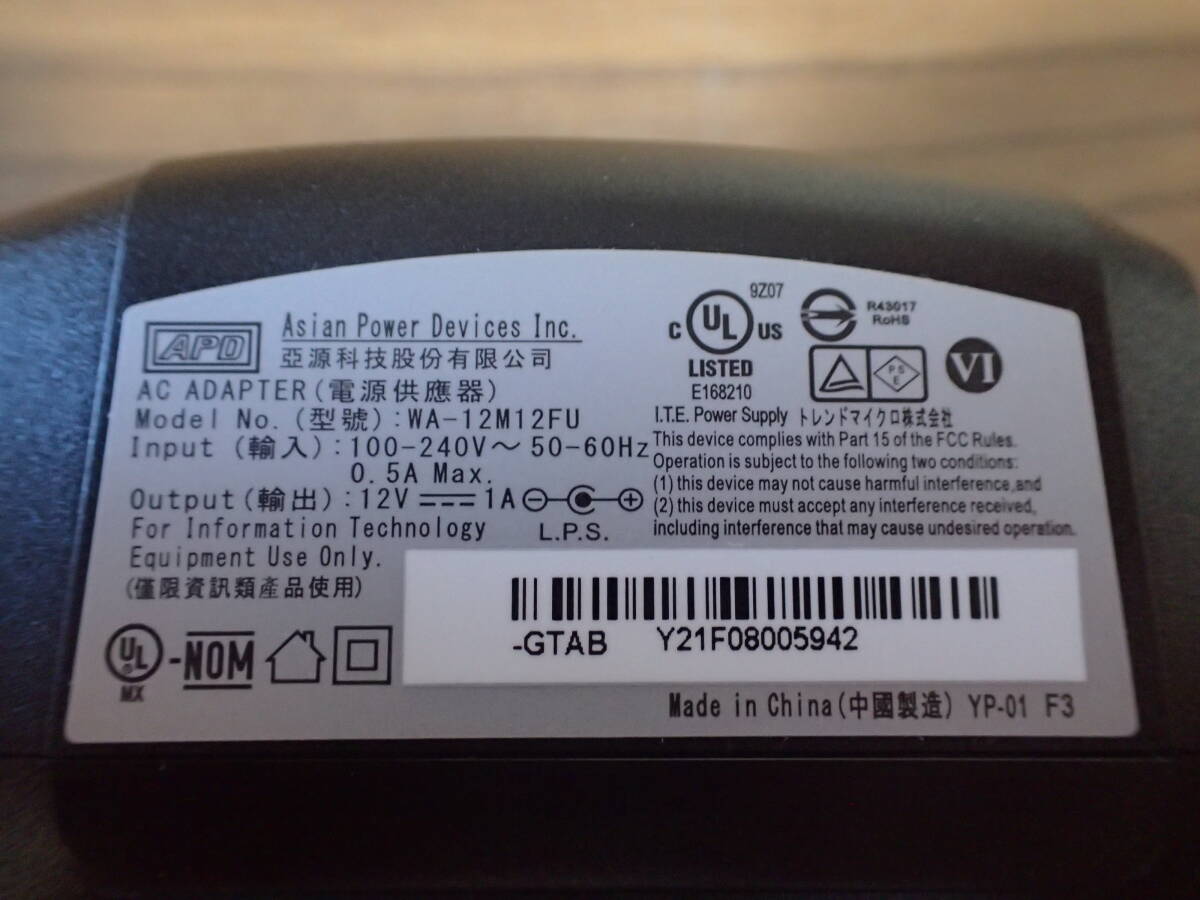 APD
Asian Power Devices Inc.
亞源科技股份有限公司
AC ADAPTER(電源供應器)
Model No. (型號):WA-12M12FU
Input (輸入):100-240V～ 50-60Hz
0.5A Max.
Output(輸出):12V⎓1A
L.P.S.
For Information Technology
Equipment Use Only.
(僅限資訊類產品使用)
9Z07
C UL US
LISTED
E168210
R43017
RoHS
P S E
VI
I.T.E. Power Supply トレンドマイクロ株式会社
This device complies with Part 15 of the FCC Rules.
Operation is subject to the following two conditions:
(1) this device may not cause harmful interference,and
(2) this device must accept any interference received,
including interference that may cause undesired operation.
-GTAB Y21F08005942
UL
MX
-NOM
Made in China(中國製造) YP-01 F3